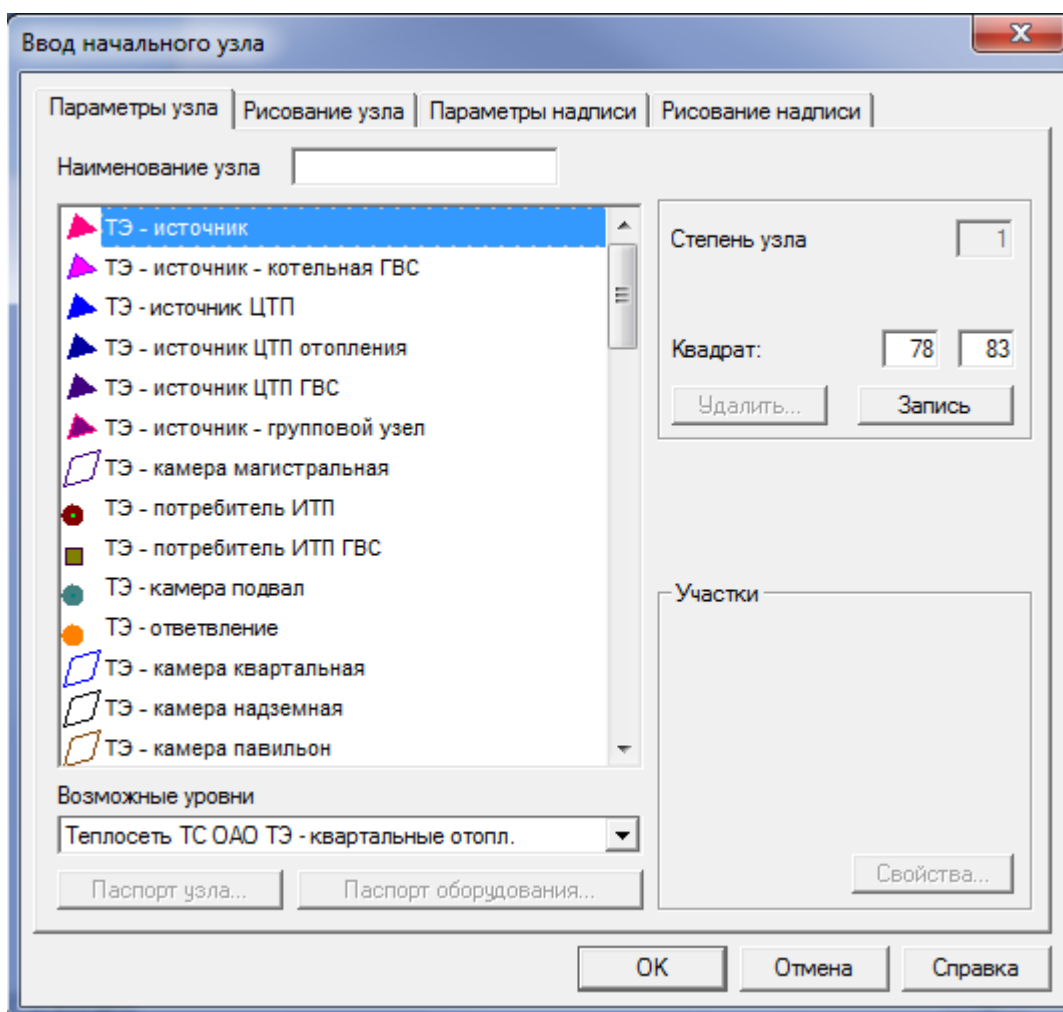 Ввод начального узла
Параметры узла Рисование узла Параметры надписи Рисование надписи
Наименование узла
ТЭ - источник
ТЭ - источник - котельная ГВС
ТЭ - источник ЦТП
ТЭ - источник ЦТП отопления
ТЭ - источник ЦТП ГВС
ТЭ - источник - групповой узел
ТЭ - камера магистральная
ТЭ - потребитель ИТП
ТЭ - потребитель ИТП ГВС
ТЭ - камера подвал
ТЭ - ответвление
ТЭ - камера квартальная
ТЭ - камера надземная
ТЭ - камера павильон
Возможные уровни
Теплосеть ТС ОАО ТЭ - квартальные отопл.
Паспорт узла... Паспорт оборудования...
Степень узла 1
Квадрат: 78 83
Удалить... Запись
Участки
Свойства...
OK Отмена Справка